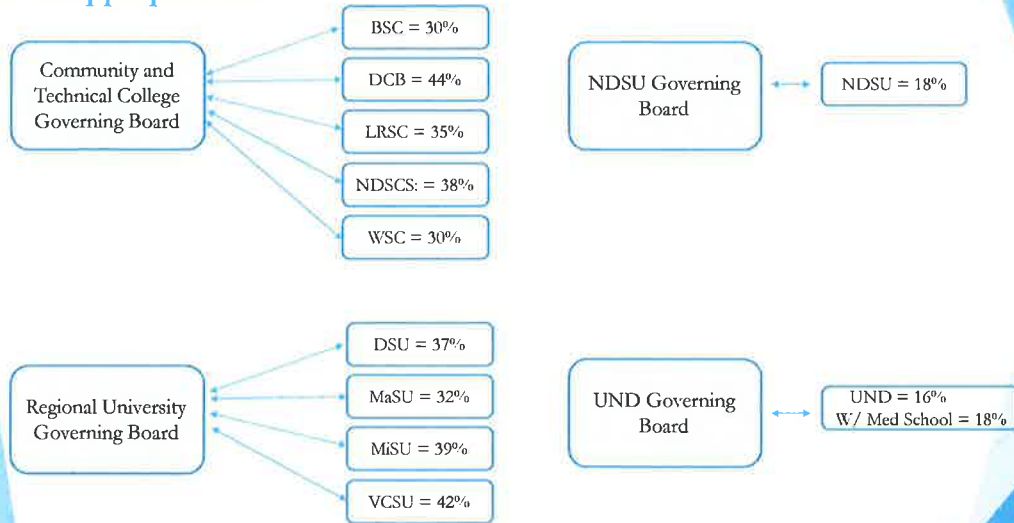 Community and
Technical College
Governing Board
BSC = 30%
DCB = 44%
LRSC = 35%
NDSCS: = 38%
WSC = 30%
NDSU Governing
Board
NDSU = 18%
Regional University
Governing Board
DSU = 37%
MaSU = 32%
MiSU = 39%
VCSU = 42%
UND Governing
Board
UND = 16%
W/ Med School = 18%